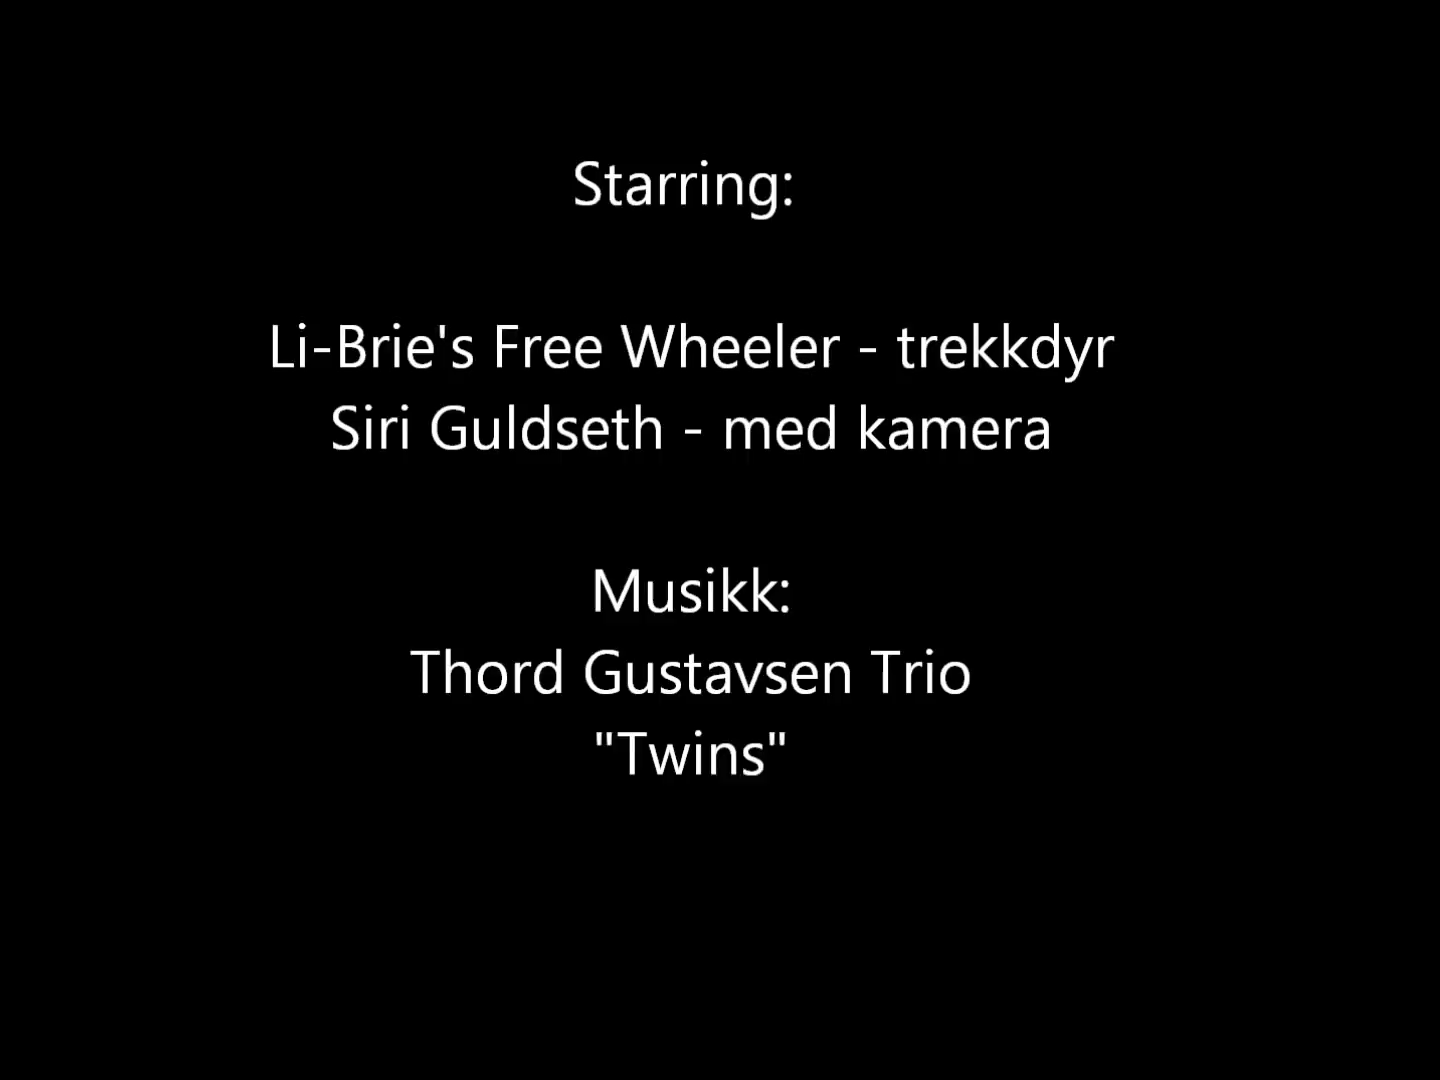 Starring:
Li-Brie's Free Wheeler - trekkdyr
Siri Guldseth - med kamera
Musikk:
Thord Gustavsen Trio
"Twins"